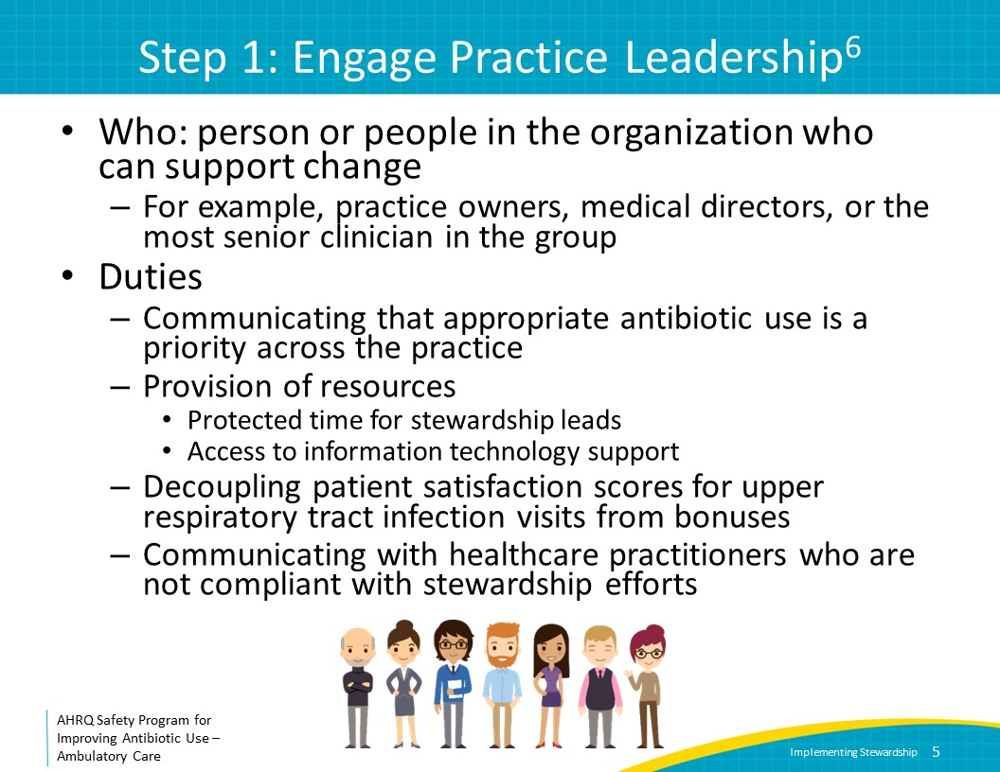 Step 1: Engage Practice Leadership6
• Who: person or people in the organization who
can support change
– For example, practice owners, medical directors, or the
most senior clinician in the group
• Duties
– Communicating that appropriate antibiotic use is a
priority across the practice
– Provision of resources
• Protected time for stewardship leads
• Access to information technology support
– Decoupling patient satisfaction scores for upper
respiratory tract infection visits from bonuses
– Communicating with healthcare practitioners who are
not compliant with stewardship efforts
AHRQ Safety Program for
Improving Antibiotic Use –
Ambulatory Care
Implementing Stewardship 5